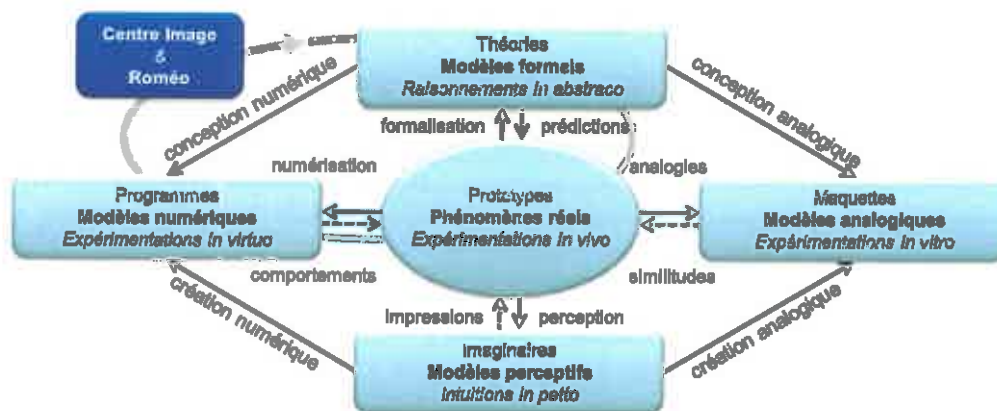 Centre Image
&
Roméo
Théories
Modèles formels
Raisonnements in abstraco
conception numérique
conception analogique
formalisation
prédictions
numérisation
analogies
Programmes
Modèles numériques
Expérimentations in virtuo
Prototypes
Phénomènes réels
Expérimentations in vivo
Maquettes
Modèles analogiques
Expérimentations in vitro
comportements
similitudes
création numérique
création analogique
impressions
perception
Imaginaires
Modèles perceptifs
Intuitions in petto